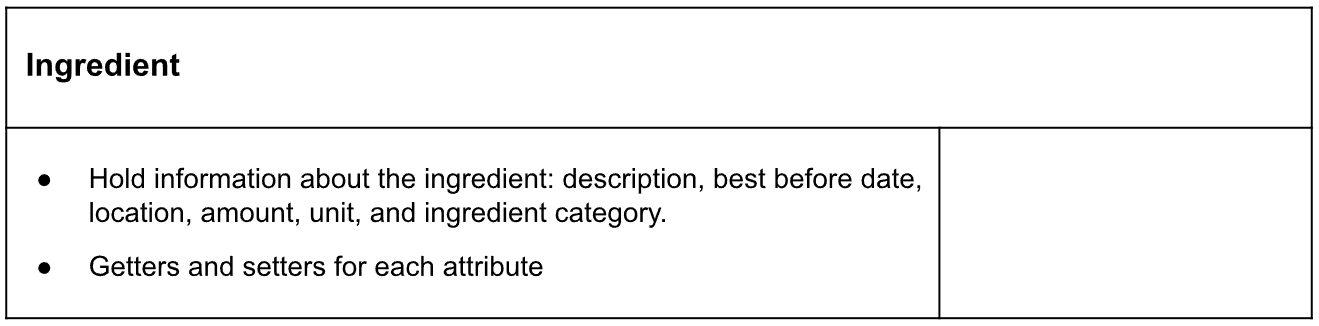 Ingredient
● Hold information about the ingredient: description, best before date,
location, amount, unit, and ingredient category.
● Getters and setters for each attribute